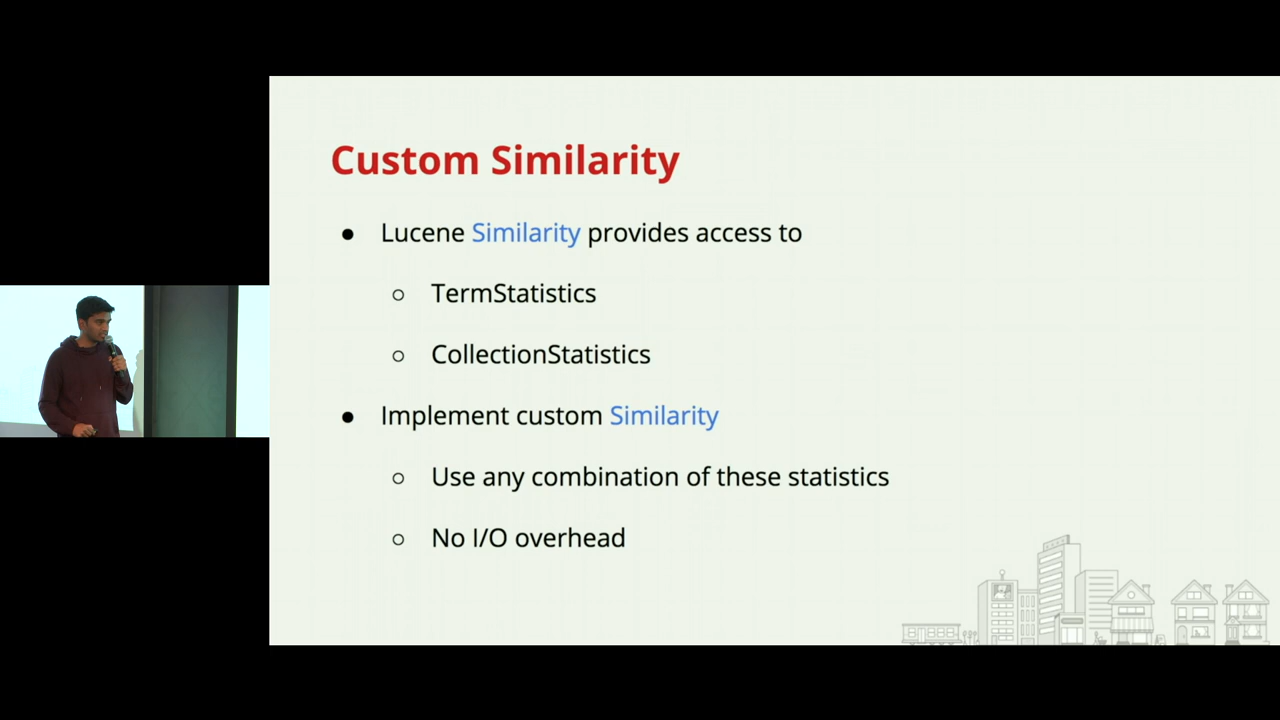 Custom Similarity
● Lucene Similarity provides access to
○ TermStatistics
○ CollectionStatistics
● Implement custom Similarity
○ Use any combination of these statistics
○ No I/O overhead